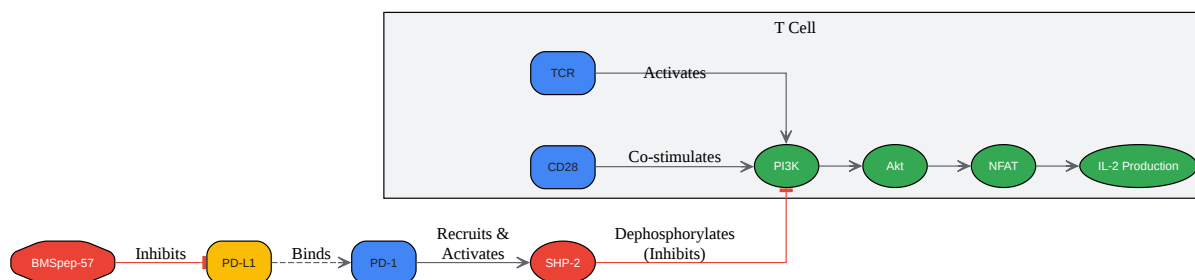 T Cell
TCR
Activates
CD28
Co-stimulates
PI3K
Akt
NFAT
IL-2 Production
BMSpep-57
Inhibits
PD-L1
Binds
PD-1
Recruits &
Activates
SHP-2
Dephosphorylates
(Inhibits)